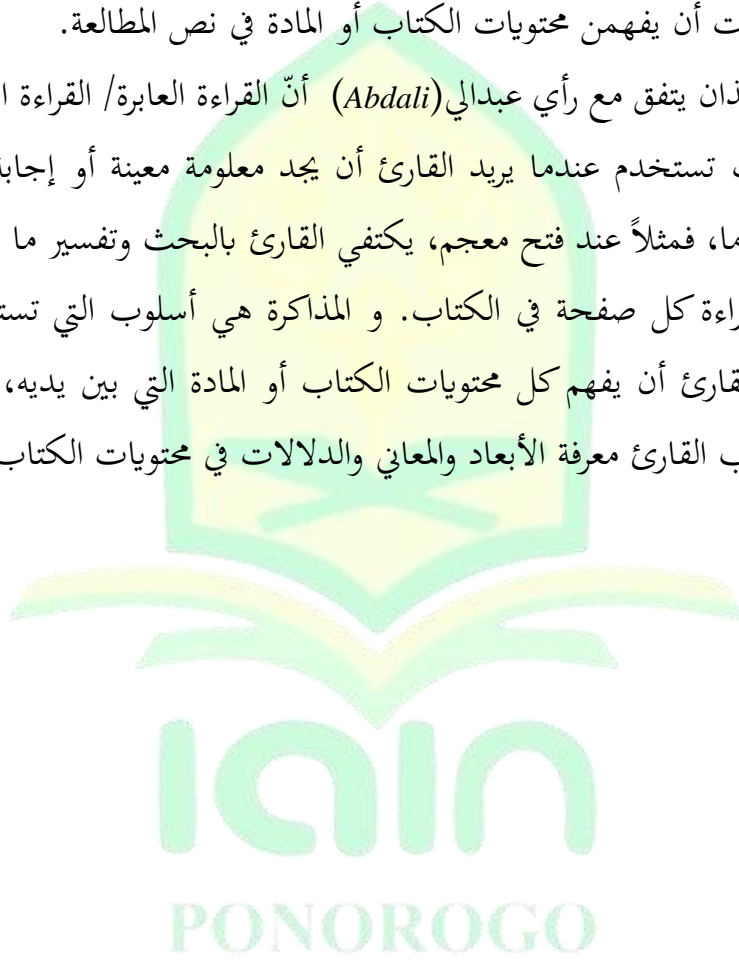 ت أن يفهمن محتويات الكتاب أو المادة في نص المطالعة.
ذان يتفق مع رأي عبدالي(Abdali) أنّ القراءة العابرة/ القراءة ا
تستخدم عندما يريد القارئ أن يجد معلومة معينة أو إجابة
ما، فمثلاً عند فتح معجم، يكتفي القارئ بالبحث وتفسير ما
راءة كل صفحة في الكتاب. و المذاكرة هي أسلوب التي تست
قارئ أن يفهم كل محتويات الكتاب أو المادة التي بين يديه،
ب القارئ معرفة الأبعاد والمعاني والدلالات في محتويات الكتاب
IAIN
PONOROGO